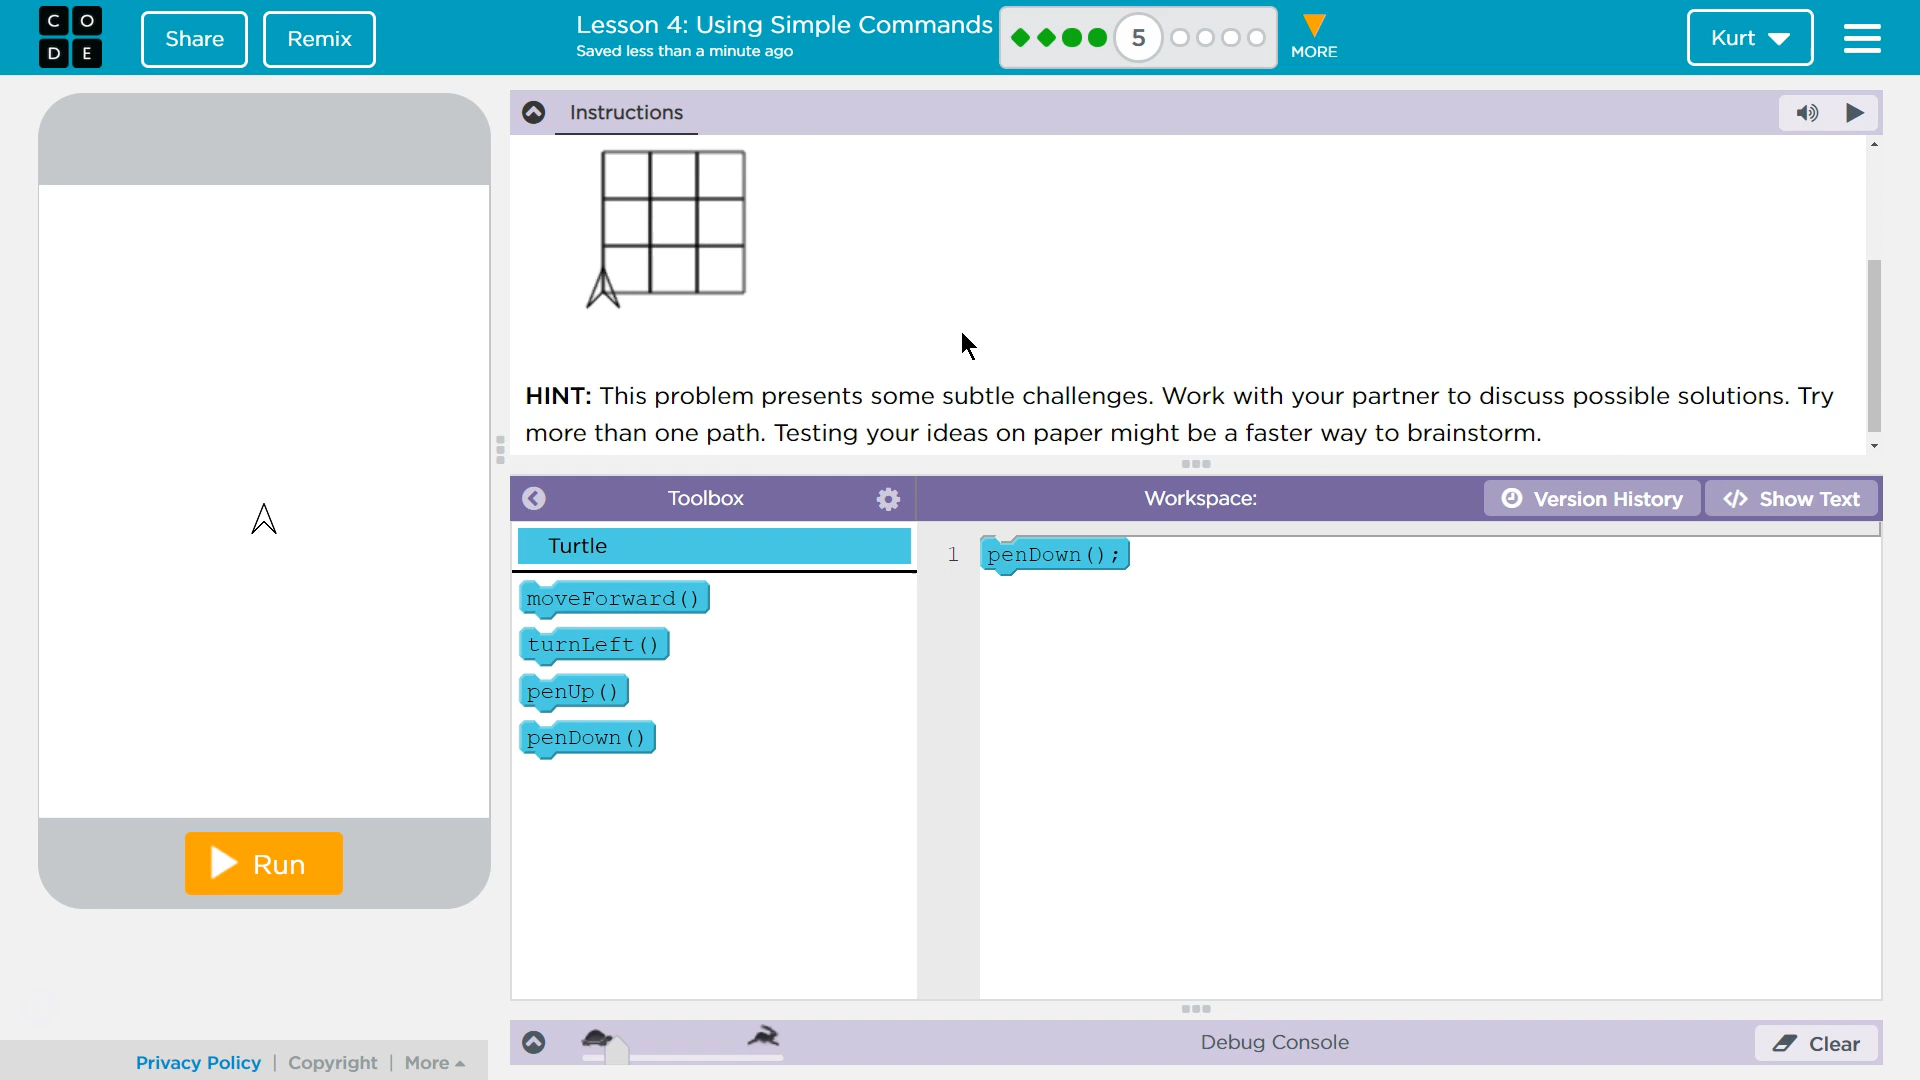 C O
D E
Share
Remix
Lesson 4: Using Simple Commands
Saved less than a minute ago
5
MORE
Kurt
Instructions
HINT: This problem presents some subtle challenges. Work with your partner to discuss possible solutions. Try
more than one path. Testing your ideas on paper might be a faster way to brainstorm.
Toolbox
Workspace:
Version History
</> Show Text
Turtle
moveForward()
turnLeft()
penUp()
penDown()
1 penDown();
Run
Debug Console
Clear
Privacy Policy | Copyright | More